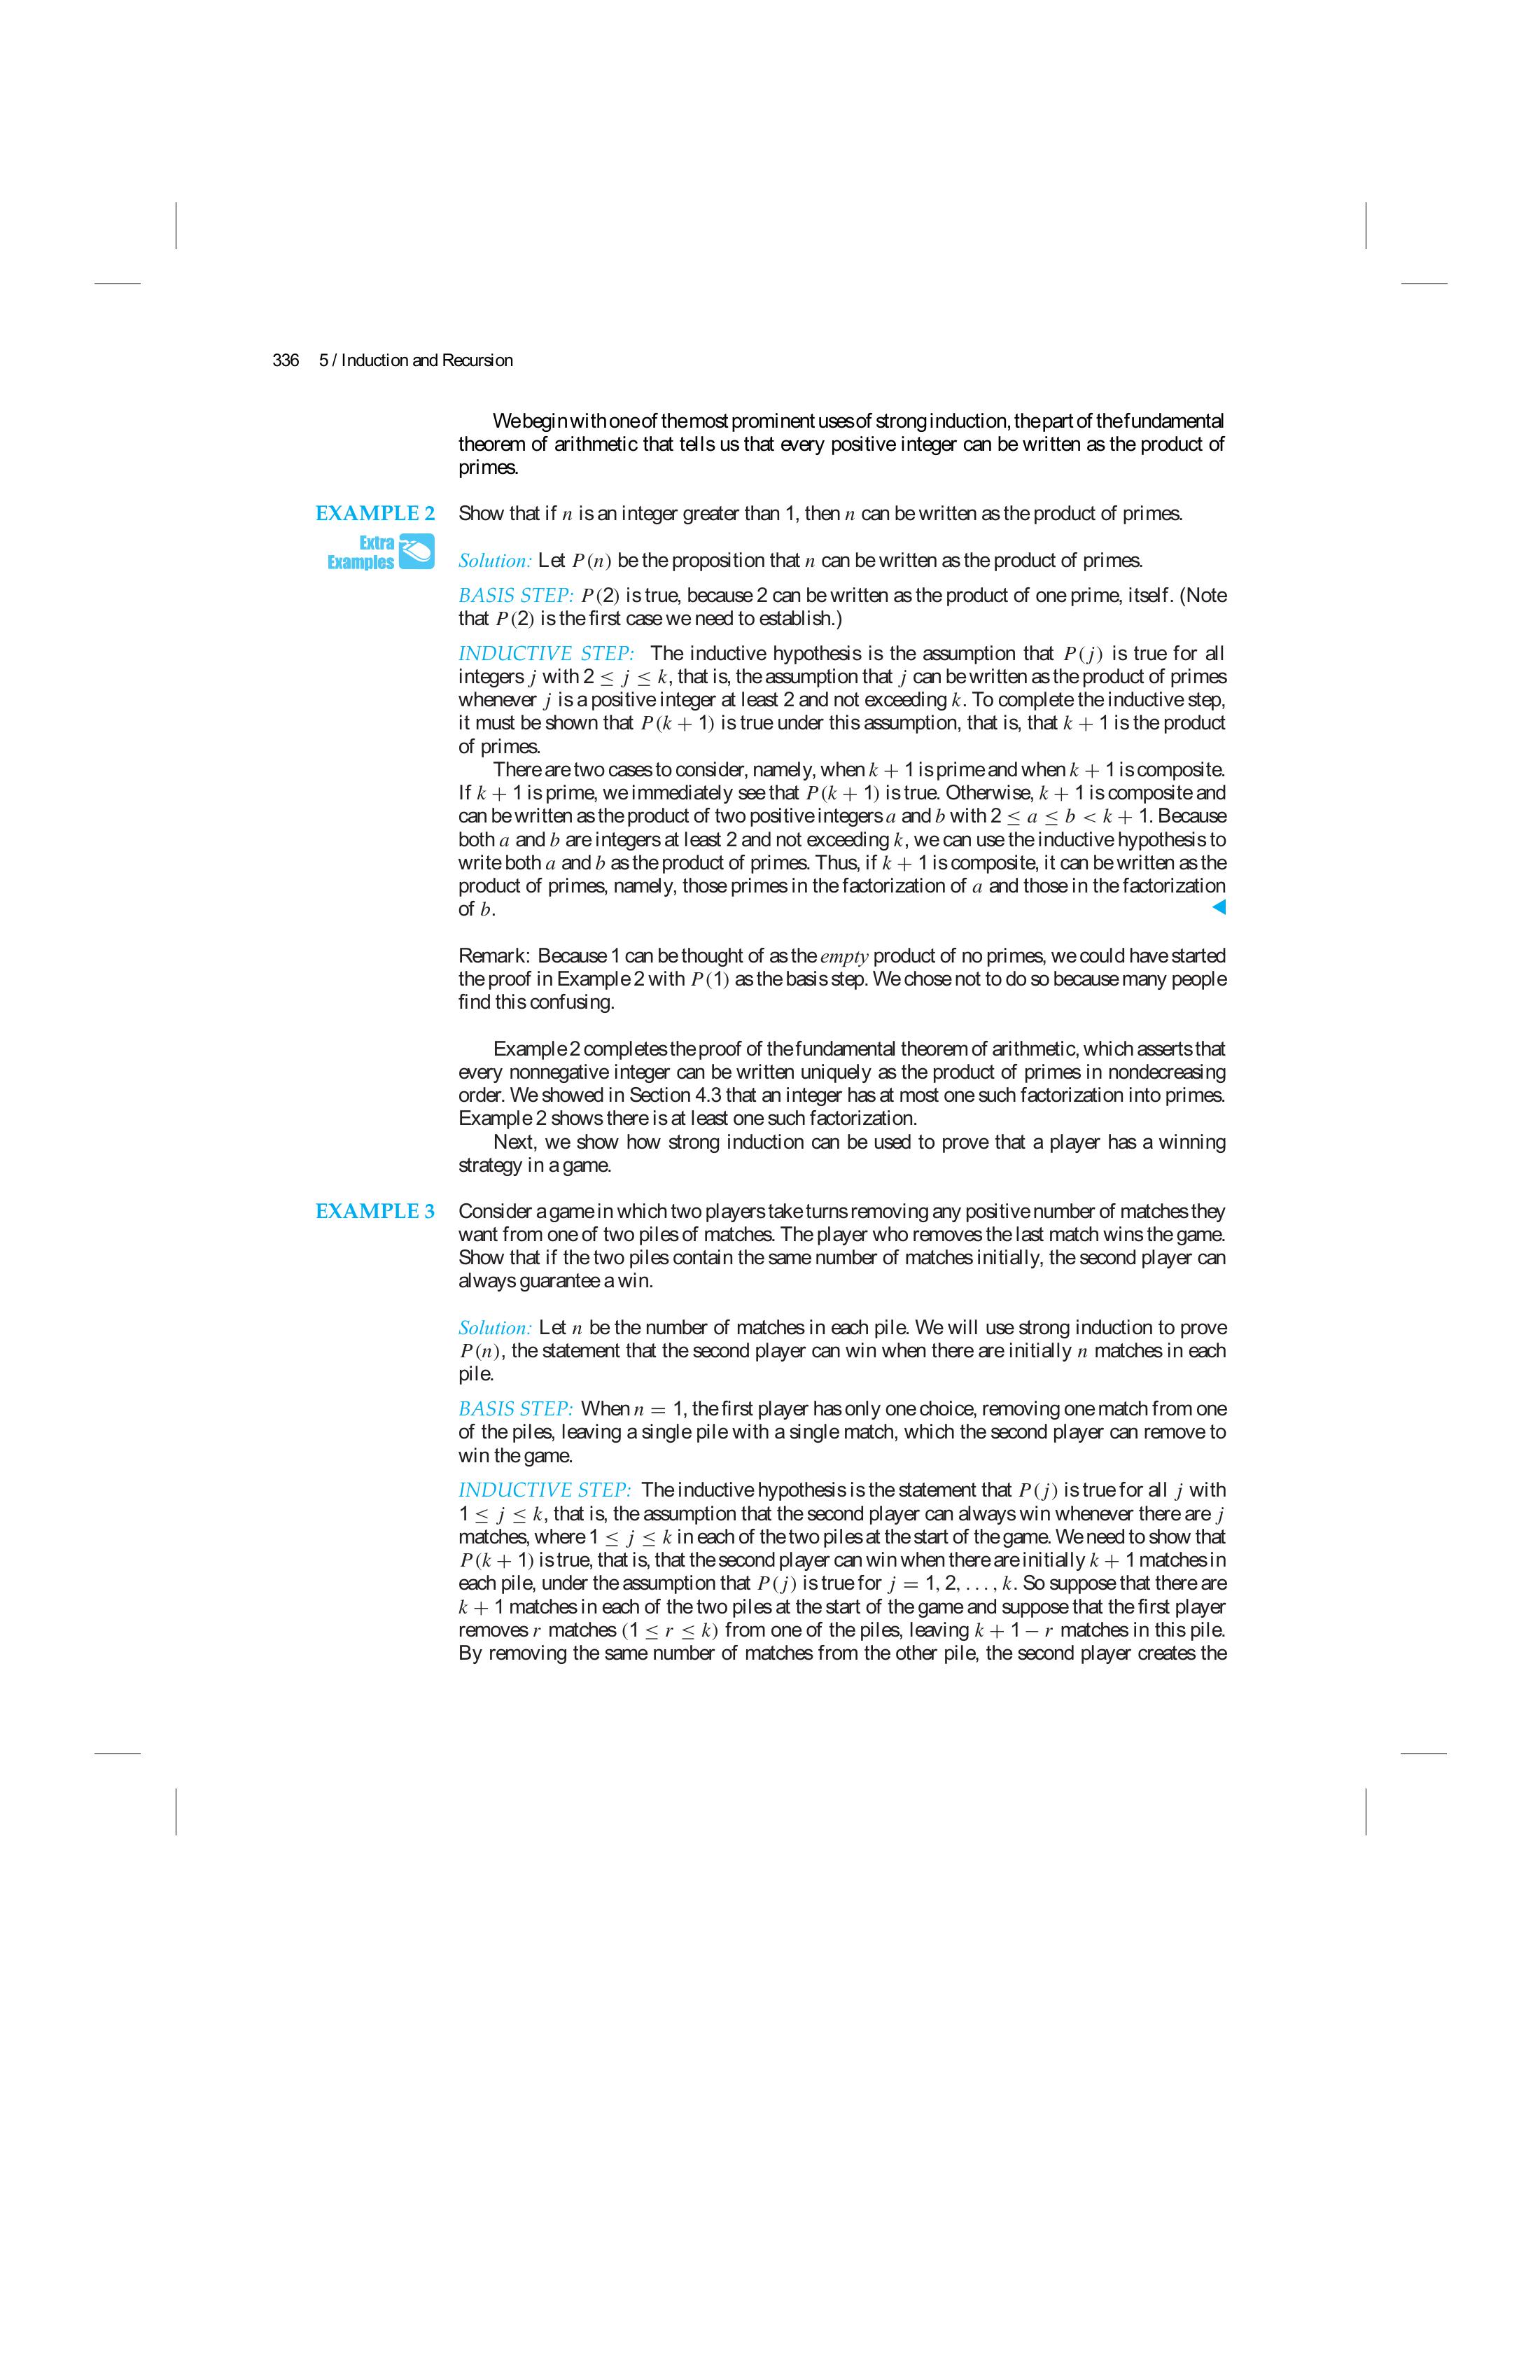 336 5 / Induction and Recursion
We begin with one of the most prominent uses of strong induction, the part of the fundamental
theorem of arithmetic that tells us that every positive integer can be written as the product of
primes.
EXAMPLE 2 Show that if n is an integer greater than 1, then n can be written as the product of primes.
Extra
Examples
Solution: Let P(n) be the proposition that n can be written as the product of primes.
BASIS STEP: P(2) is true, because 2 can be written as the product of one prime, itself. (Note
that P(2) is the first case we need to establish.)
INDUCTIVE STEP: The inductive hypothesis is the assumption that P(j) is true for all
integers j with 2 ≤ j ≤ k, that is, the assumption that j can be written as the product of primes
whenever j is a positive integer at least 2 and not exceeding k. To complete the inductive step,
it must be shown that P(k + 1) is true under this assumption, that is, that k + 1 is the product
of primes.
There are two cases to consider, namely, when k + 1 is prime and when k + 1 is composite.
If k + 1 is prime, we immediately see that P(k + 1) is true. Otherwise, k + 1 is composite and
can be written as the product of two positive integers a and b with 2 ≤ a ≤ b < k + 1. Because
both a and b are integers at least 2 and not exceeding k, we can use the inductive hypothesis to
write both a and b as the product of primes. Thus, if k + 1 is composite, it can be written as the
product of primes, namely, those primes in the factorization of a and those in the factorization
of b.
Remark: Because 1 can be thought of as the empty product of no primes, we could have started
the proof in Example 2 with P(1) as the basis step. We chose not to do so because many people
find this confusing.
Example 2 completes the proof of the fundamental theorem of arithmetic, which asserts that
every nonnegative integer can be written uniquely as the product of primes in nondecreasing
order. We showed in Section 4.3 that an integer has at most one such factorization into primes.
Example 2 shows there is at least one such factorization.
Next, we show how strong induction can be used to prove that a player has a winning
strategy in a game.
EXAMPLE 3 Consider a game in which two players take turns removing any positive number of matches they
want from one of two piles of matches. The player who removes the last match wins the game.
Show that if the two piles contain the same number of matches initially, the second player can
always guarantee a win.
Solution: Let n be the number of matches in each pile. We will use strong induction to prove
P(n), the statement that the second player can win when there are initially n matches in each
pile.
BASIS STEP: When n = 1, the first player has only one choice, removing one match from one
of the piles, leaving a single pile with a single match, which the second player can remove to
win the game.
INDUCTIVE STEP: The inductive hypothesis is the statement that P(j) is true for all j with
1 ≤ j ≤ k, that is, the assumption that the second player can always win whenever there are j
matches, where 1 ≤ j ≤ k in each of the two piles at the start of the game. We need to show that
P(k + 1) is true, that is, that the second player can win when there are initially k + 1 matches in
each pile, under the assumption that P(j) is true for j = 1, 2, . . . , k. So suppose that there are
k + 1 matches in each of the two piles at the start of the game and suppose that the first player
removes r matches (1 ≤ r ≤ k) from one of the piles, leaving k + 1 − r matches in this pile.
By removing the same number of matches from the other pile, the second player creates the